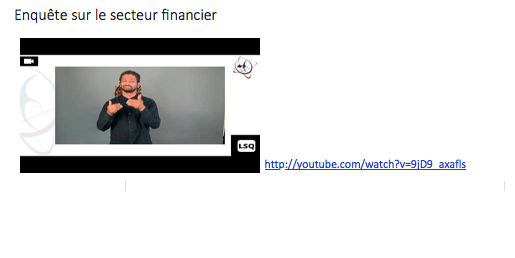 Enquête sur le secteur financier
LSQ
http://youtube.com/watch?v=9jD9_axafls